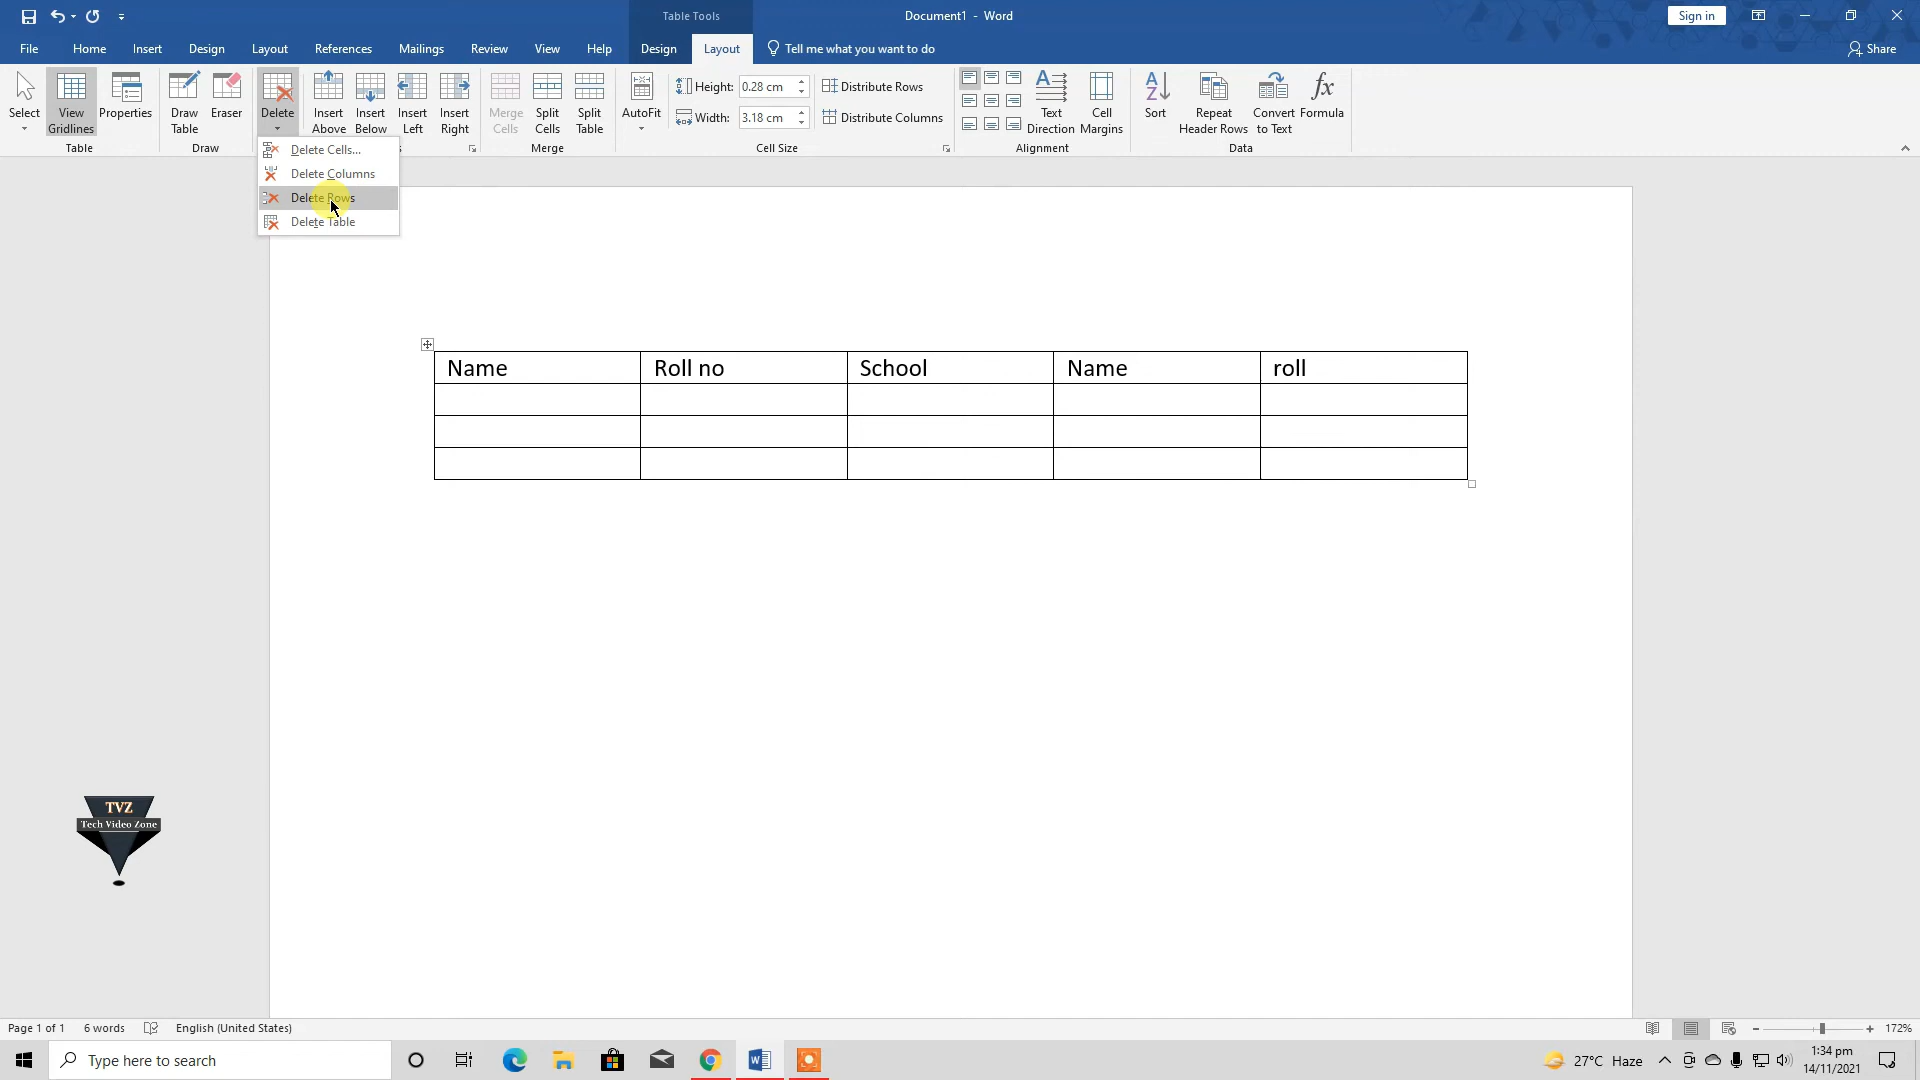 Table Tools
Document1 - Word
Sign in
File
Home
Insert
Design
Layout
References
Mailings
Review
View
Help
Design
Layout
Tell me what you want to do
Share
Select
View
Gridlines
Properties
Draw
Table
Eraser
Delete
Insert
Above
Insert
Below
Insert
Left
Insert
Right
Merge
Cells
Split
Cells
Split
Table
AutoFit
Height: 0.28 cm
Width: 3.18 cm
Distribute Rows
Distribute Columns
Text
Direction
Cell
Margins
Sort
Repeat
Header Rows
Convert
to Text
Formula
Table
Draw
Merge
Cell Size
Alignment
Data
Delete Cells...
Delete Columns
Delete Rows
Delete Table
Name
Roll no
School
Name
roll
TVZ
Tech Video Zone
Page 1 of 1
6 words
English (United States)
172%
Type here to search
27°C Haze
1:34 pm
14/11/2021